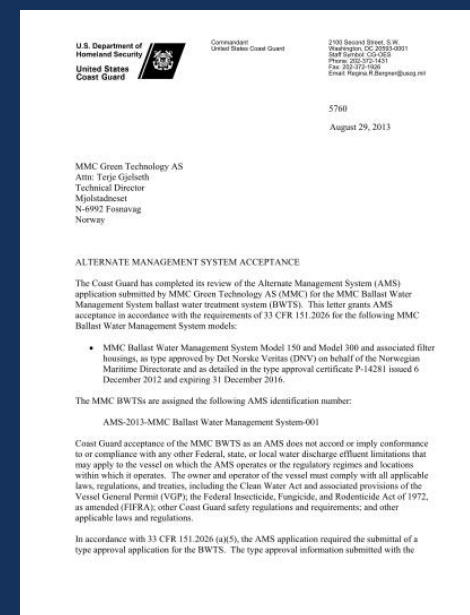 U.S. Department of
Homeland Security
United States
Coast Guard
Commandant
United States Coast Guard
2100 Second Street, S.W.
Washington, DC 20593-0001
Staff Symbol: CG-OES
Phone: 202-372-1431
Fax: 202-372-1926
Email: Regina.R.Bergner@uscg.mil
5760
August 29, 2013
MMC Green Technology AS
Attn: Terje Gjelseth
Technical Director
Mjolstadneset
N-6992 Fosnavag
Norway
ALTERNATE MANAGEMENT SYSTEM ACCEPTANCE
The Coast Guard has completed its review of the Alternate Management System (AMS)
application submitted by MMC Green Technology AS (MMC) for the MMC Ballast Water
Management System ballast water treatment system (BWTS). This letter grants AMS
acceptance in accordance with the requirements of 33 CFR 151.2026 for the following MMC
Ballast Water Management System models:
• MMC Ballast Water Management System Model 150 and Model 300 and associated filter
housings, as type approved by Det Norske Veritas (DNV) on behalf of the Norwegian
Maritime Directorate and as detailed in the type approval certificate P-14281 issued 6
December 2012 and expiring 31 December 2016.
The MMC BWTSs are assigned the following AMS identification number:
AMS-2013-MMC Ballast Water Management System-001
Coast Guard acceptance of the MMC BWTS as an AMS does not accord or imply conformance
to or compliance with any other Federal, state, or local water discharge effluent limitations that
may apply to the vessel on which the AMS operates or the regulatory regimes and locations
within which it operates. The owner and operator of the vessel must comply with all applicable
laws, regulations, and treaties, including the Clean Water Act and associated provisions of the
Vessel General Permit (VGP); the Federal Insecticide, Fungicide, and Rodenticide Act of 1972,
as amended (FIFRA); other Coast Guard safety regulations and requirements; and other
applicable laws and regulations.
In accordance with 33 CFR 151.2026 (a)(5), the AMS application required the submittal of a
type approval application for the BWTS. The type approval information submitted with the